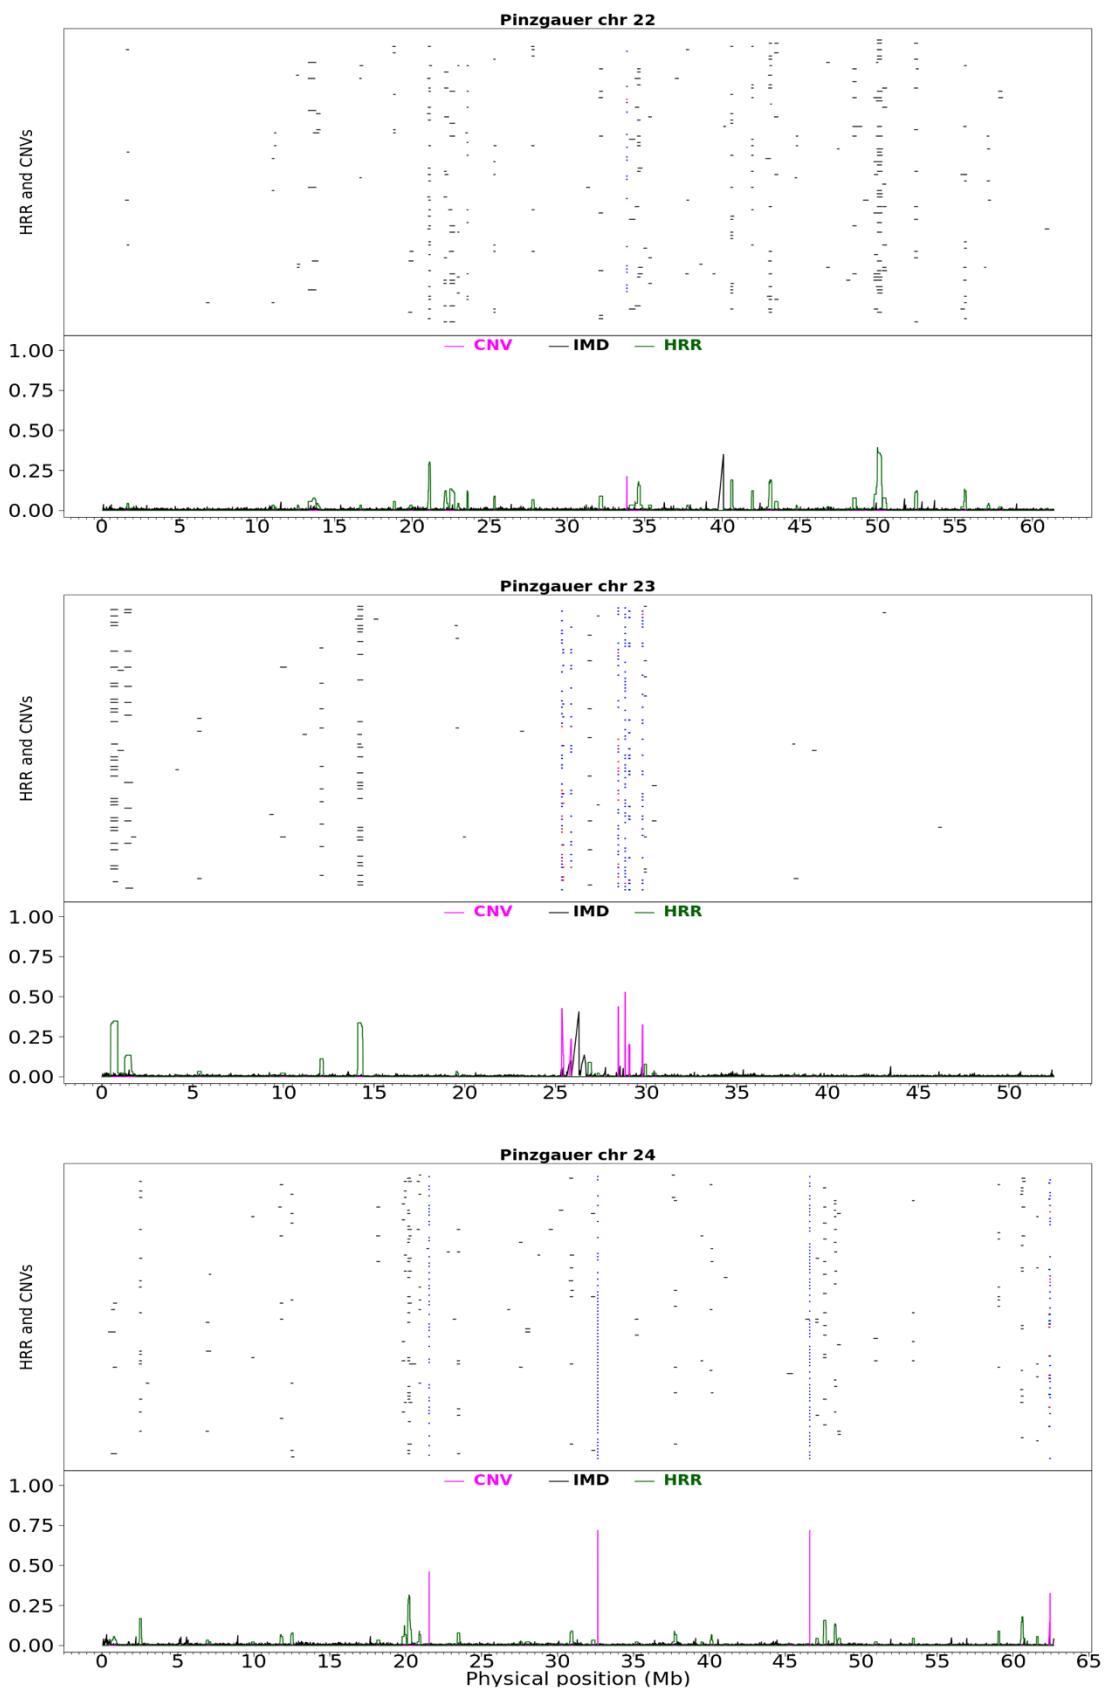 Pinzgauer chr 22
HRR and CNVs
CNV IMD HRR
1.00
0.75
0.50
0.25
0.00
0 5 10 15 20 25 30 35 40 45 50 55 60
Pinzgauer chr 23
HRR and CNVs
CNV IMD HRR
1.00
0.75
0.50
0.25
0.00
0 5 10 15 20 25 30 35 40 45 50
Pinzgauer chr 24
HRR and CNVs
CNV IMD HRR
1.00
0.75
0.50
0.25
0.00
0 5 10 15 20 25 30 35 40 45 50 55 60 65
Physical position (Mb)